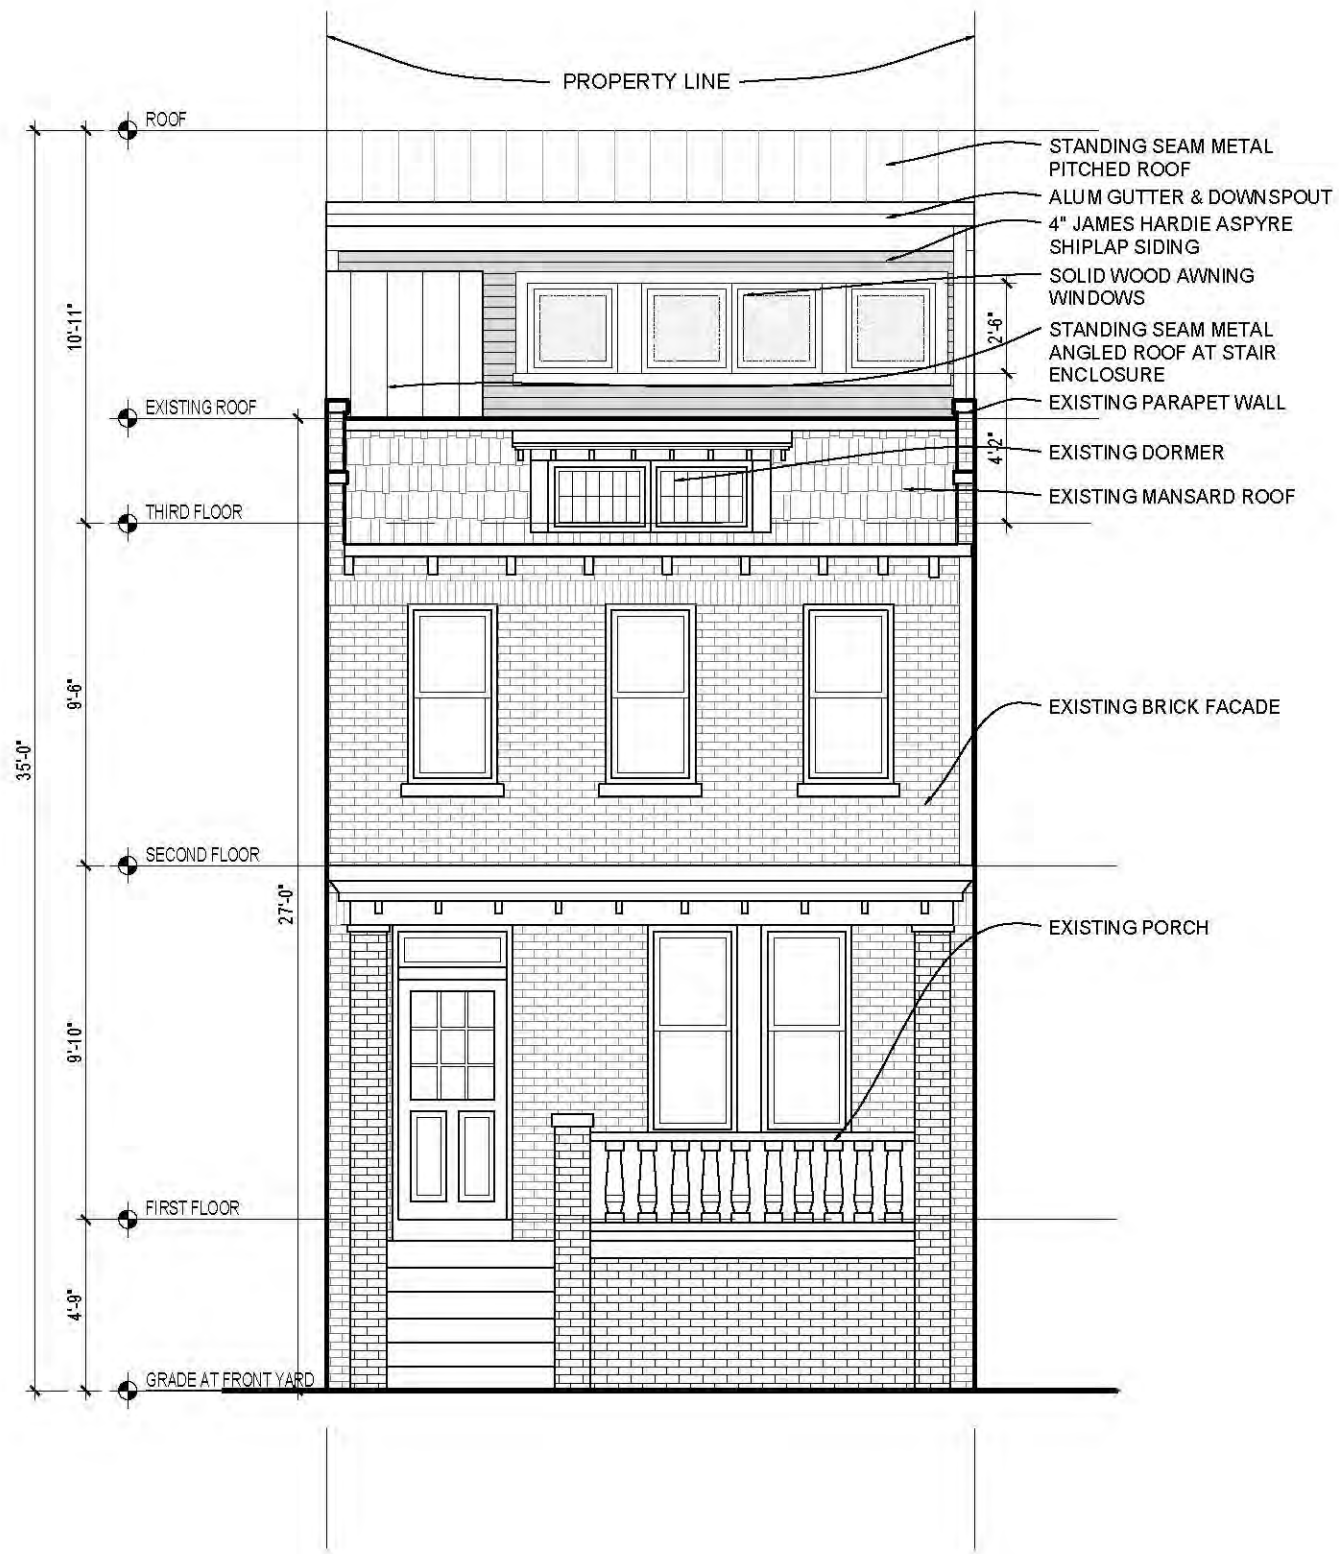 PROPERTY LINE
ROOF
STANDING SEAM METAL
PITCHED ROOF
ALUM GUTTER & DOWNSPOUT
4" JAMES HARDIE ASPYRE
SHIPLAP SIDING
SOLID WOOD AWNING
WINDOWS
2'-6"
10'-11"
STANDING SEAM METAL
ANGLED ROOF AT STAIR
ENCLOSURE
EXISTING ROOF
EXISTING PARAPET WALL
4'-2"
EXISTING DORMER
EXISTING MANSARD ROOF
THIRD FLOOR
9'-6"
EXISTING BRICK FACADE
35'-0"
SECOND FLOOR
27'-0"
EXISTING PORCH
9'-10"
FIRST FLOOR
4'-9"
GRADE AT FRONT YARD